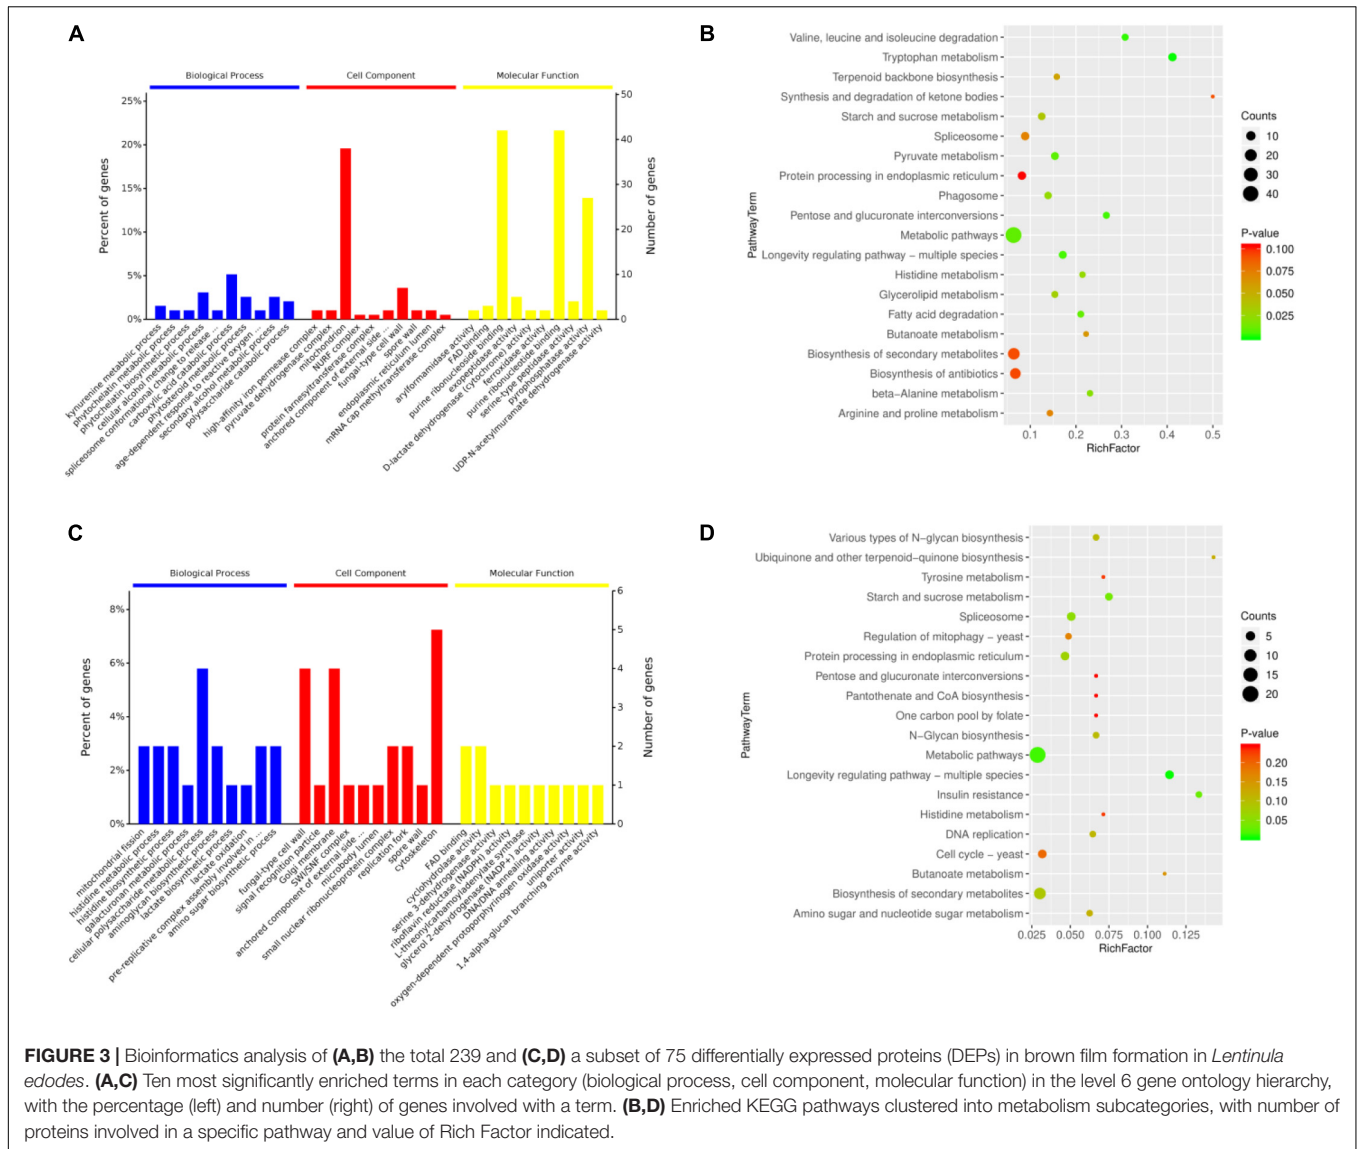 A
Biological Process
Cell Component
Molecular Function
Percent of genes
25%
20%
15%
10%
5%
0%
Number of genes
50
40
30
20
10
0
kynurenine metabolic process
phytochelatin metabolic process
phytochelatin biosynthetic process
cellular alcohol metabolic process
spliceosome conformational change to release ...
carboxylic acid catabolic process
phytosteroid metabolic process
age-dependent response to reactive oxygen ...
secondary alcohol metabolic process
polysaccharide catabolic process
high-affinity iron permease complex
pyruvate dehydrogenase complex
mitochondrion
NURF complex
protein farnesyltransferase complex
anchored component of external side ...
fungal-type cell wall
spore wall
endoplasmic reticulum lumen
mRNA cap methyltransferase complex
arylformamidase activity
FAD binding
purine ribonucleoside binding
exopeptidase activity
D-lactate dehydrogenase (cytochrome) activity
ferroxidase activity
purine ribonucleotide binding
serine-type peptidase activity
pyrophosphatase activity
UDP-N-acetylmuramate dehydrogenase activity
B
PathwayTerm
Valine, leucine and isoleucine degradation
Tryptophan metabolism
Terpenoid backbone biosynthesis
Synthesis and degradation of ketone bodies
Starch and sucrose metabolism
Spliceosome
Pyruvate metabolism
Protein processing in endoplasmic reticulum
Phagosome
Pentose and glucuronate interconversions
Metabolic pathways
Longevity regulating pathway − multiple species
Histidine metabolism
Glycerolipid metabolism
Fatty acid degradation
Butanoate metabolism
Biosynthesis of secondary metabolites
Biosynthesis of antibiotics
beta−Alanine metabolism
Arginine and proline metabolism
0.1 0.2 0.3 0.4 0.5
RichFactor
Counts
10
20
30
40
P-value
0.100
0.075
0.050
0.025
C
Biological Process
Cell Component
Molecular Function
Percent of genes
8%
6%
4%
2%
0%
Number of genes
6
5
4
3
2
1
0
mitochondrial fission
histidine metabolic process
histidine biosynthetic process
galacturonan metabolic process
cellular polysaccharide metabolic process
aminoglycan biosynthetic process
lactate biosynthetic process
lactate oxidation
pre-replicative complex assembly involved in ...
amino sugar biosynthetic process
fungal-type cell wall
signal recognition particle
Golgi membrane
SWI/SNF complex
anchored component of external side ...
microbody lumen
small nuclear ribonucleoprotein complex
replication fork
spore wall
cytoskeleton
FAD binding
cyclohydrolase activity
serine 3-dehydrogenase activity
riboflavin reductase (NADPH) activity
L-threonylcarbamoyladenylate synthase
glycerol 2-dehydrogenase (NADP+) activity
DNA/DNA annealing activity
oxygen-dependent protoporphyrinogen oxidase activity
uniporter activity
1,4-alpha-glucan branching enzyme activity
D
PathwayTerm
Various types of N−glycan biosynthesis
Ubiquinone and other terpenoid−quinone biosynthesis
Tyrosine metabolism
Starch and sucrose metabolism
Spliceosome
Regulation of mitophagy − yeast
Protein processing in endoplasmic reticulum
Pentose and glucuronate interconversions
Pantothenate and CoA biosynthesis
One carbon pool by folate
N−Glycan biosynthesis
Metabolic pathways
Longevity regulating pathway − multiple species
Insulin resistance
Histidine metabolism
DNA replication
Cell cycle − yeast
Butanoate metabolism
Biosynthesis of secondary metabolites
Amino sugar and nucleotide sugar metabolism
0.025 0.050 0.075 0.100 0.125
RichFactor
Counts
5
10
15
20
P-value
0.20
0.15
0.10
0.05
FIGURE 3 | Bioinformatics analysis of (A,B) the total 239 and (C,D) a subset of 75 differentially expressed proteins (DEPs) in brown film formation in Lentinula
edodes. (A,C) Ten most significantly enriched terms in each category (biological process, cell component, molecular function) in the level 6 gene ontology hierarchy,
with the percentage (left) and number (right) of genes involved with a term. (B,D) Enriched KEGG pathways clustered into metabolism subcategories, with number of
proteins involved in a specific pathway and value of Rich Factor indicated.